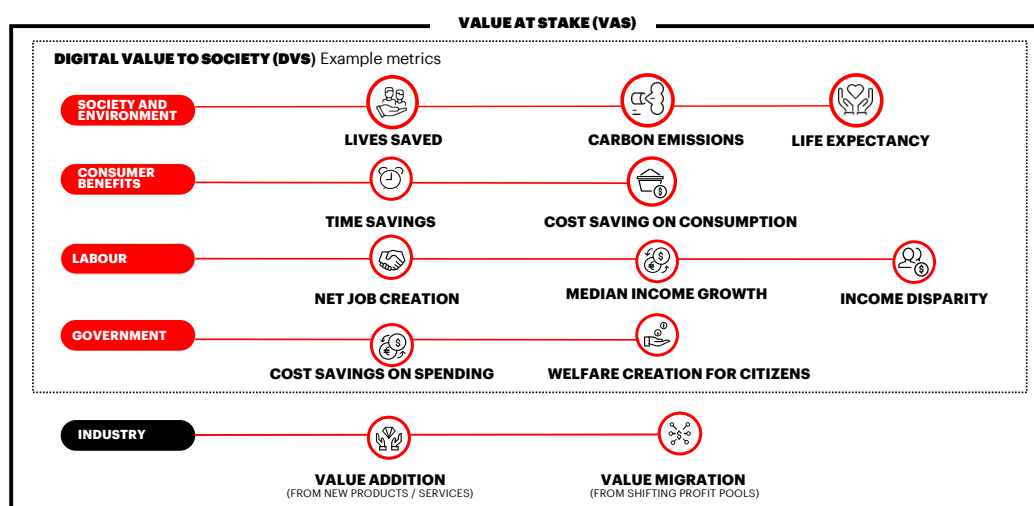 VALUE AT STAKE (VAS)
DIGITAL VALUE TO SOCIETY (DVS) Example metrics
SOCIETY AND
ENVIRONMENT
LIVES SAVED
CARBON EMISSIONS
LIFE EXPECTANCY
CONSUMER
BENEFITS
TIME SAVINGS
COST SAVING ON CONSUMPTION
LABOUR
NET JOB CREATION
MEDIAN INCOME GROWTH
INCOME DISPARITY
GOVERNMENT
COST SAVINGS ON SPENDING
WELFARE CREATION FOR CITIZENS
INDUSTRY
VALUE ADDITION
(FROM NEW PRODUCTS / SERVICES)
VALUE MIGRATION
(FROM SHIFTING PROFIT POOLS)